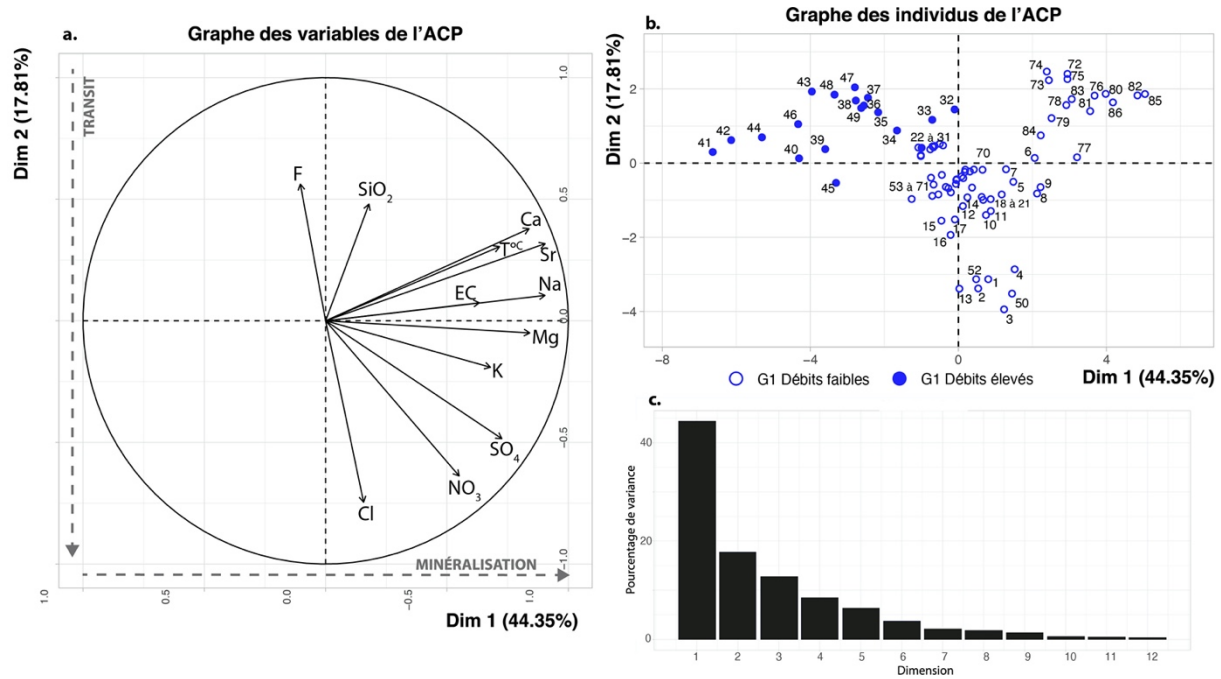 a.
Graphe des variables de l'ACP
Dim 2 (17.81%)
TRANSIT
F
SiO2
Ca
T°C
Sr
EC
Na
Mg
K
SO4
NO3
Cl
1.0
0.5
0.0
-0.5
-1.0
MINÉRALISATION
1.0
0.5
0.0
-0.5
1.0
Dim 1 (44.35%)
b.
Graphe des individus de l'ACP
Dim 2 (17.81%)
2
0
-2
-4
43
48
47
37
38
36
49
35
34
33
32
46
44
42
41
40
39
45
22 à 31
74
72
75
73
83
76
80
82
85
78
81
86
79
84
6
77
70
7
5
9
8
53 à 71
14
18 à 21
12
11
10
15
17
16
52
1
4
13
2
50
3
-8
-4
0
4
G1 Débits faibles
G1 Débits élevés
Dim 1 (44.35%)
c.
Pourcentage de variance
40
20
0
1 2 3 4 5 6 7 8 9 10 11 12
Dimension